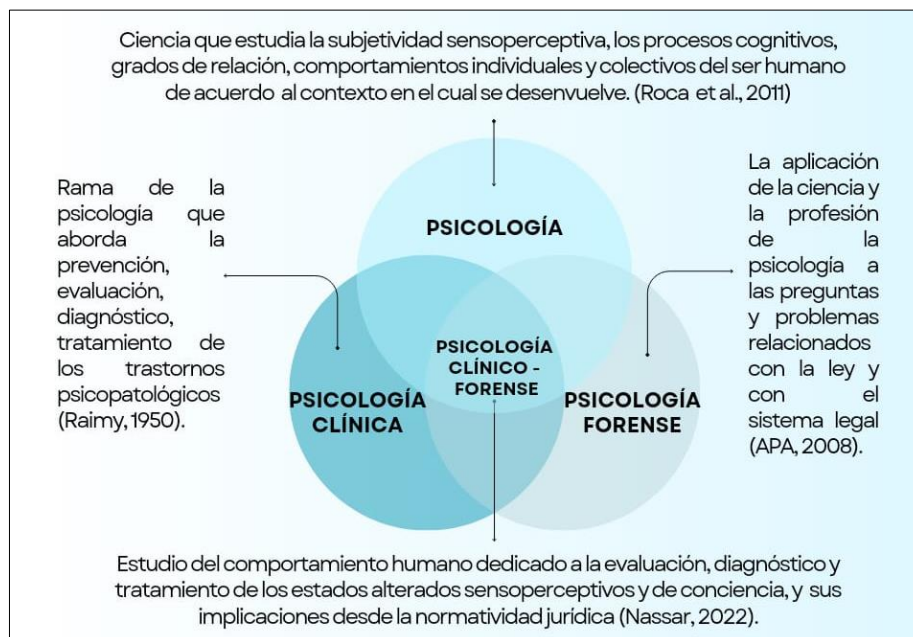 Ciencia que estudia la subjetividad sensoperceptiva, los procesos cognitivos,
grados de relación, comportamientos individuales y colectivos del ser humano
de acuerdo al contexto en el cual se desenvuelve. (Roca et al., 2011)
Rama de la
psicología que
aborda la
prevención,
evaluación,
diagnóstico,
tratamiento de
los trastornos
psicopatológicos
(Raimy, 1950).
PSICOLOGÍA
PSICOLOGÍA
CLÍNICA
PSICOLOGÍA
CLÍNICO -
FORENSE
PSICOLOGÍA
FORENSE
La aplicación
de la ciencia y
la profesión
de la
psicología a
las preguntas
y problemas
relacionados
con la ley y
con el
sistema legal
(APA, 2008).
Estudio del comportamiento humano dedicado a la evaluación, diagnóstico y
tratamiento de los estados alterados sensoperceptivos y de conciencia, y sus
implicaciones desde la normatividad jurídica (Nassar, 2022).